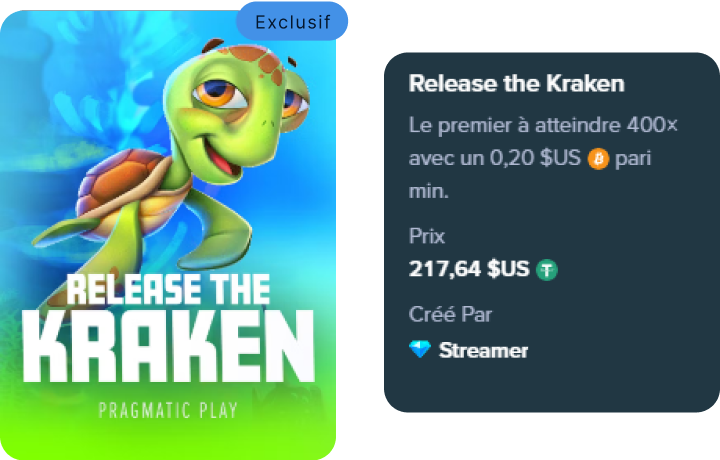 Exclusif
RELEASE THE
KRAKEN
PRAGMATIC PLAY
Release the Kraken
Le premier à atteindre 400×
avec un 0,20 $US pari
min.
Prix
217,64 $US
Créé Par
Streamer